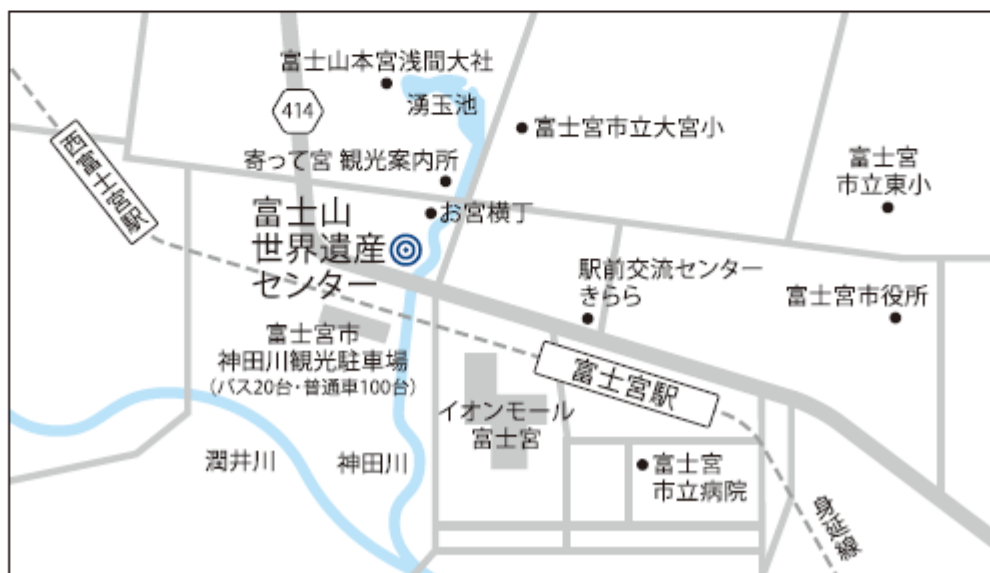 富士山本宮浅間大社
湧玉池
414
富士宮市立大宮小
富士宮
市立東小
寄って宮 観光案内所
西富士宮駅
お宮横丁
富士山
世界遺産
センター
駅前交流センター
きらら
富士宮市役所
富士宮市
神田川観光駐車場
（バス20台・普通車100台）
富士宮駅
イオンモール
富士宮
潤井川
神田川
富士宮
市立病院
身延線